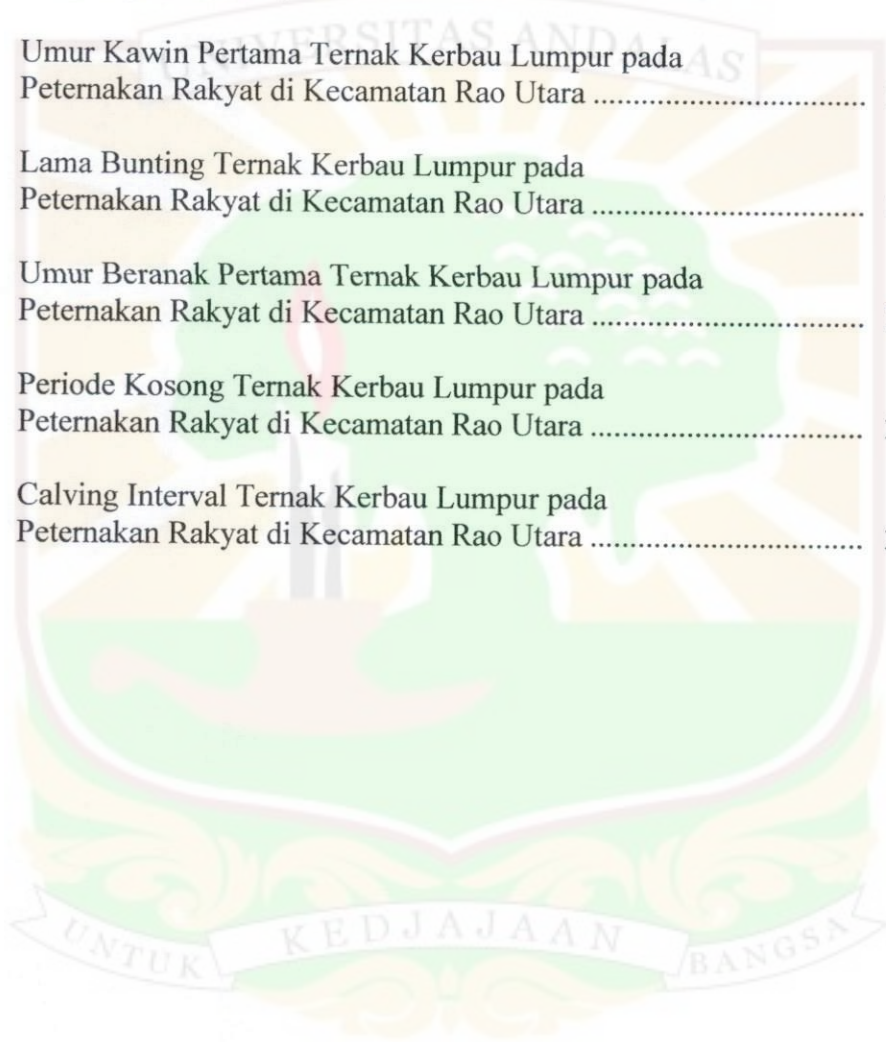 UNIVERSITAS ANDALAS
Umur Kawin Pertama Ternak Kerbau Lumpur pada
Peternakan Rakyat di Kecamatan Rao Utara ..................................
Lama Bunting Ternak Kerbau Lumpur pada
Peternakan Rakyat di Kecamatan Rao Utara ..................................
Umur Beranak Pertama Ternak Kerbau Lumpur pada
Peternakan Rakyat di Kecamatan Rao Utara ..................................
Periode Kosong Ternak Kerbau Lumpur pada
Peternakan Rakyat di Kecamatan Rao Utara ..................................
Calving Interval Ternak Kerbau Lumpur pada
Peternakan Rakyat di Kecamatan Rao Utara ..................................
UNTUK KEDJAJAAN BANGSA